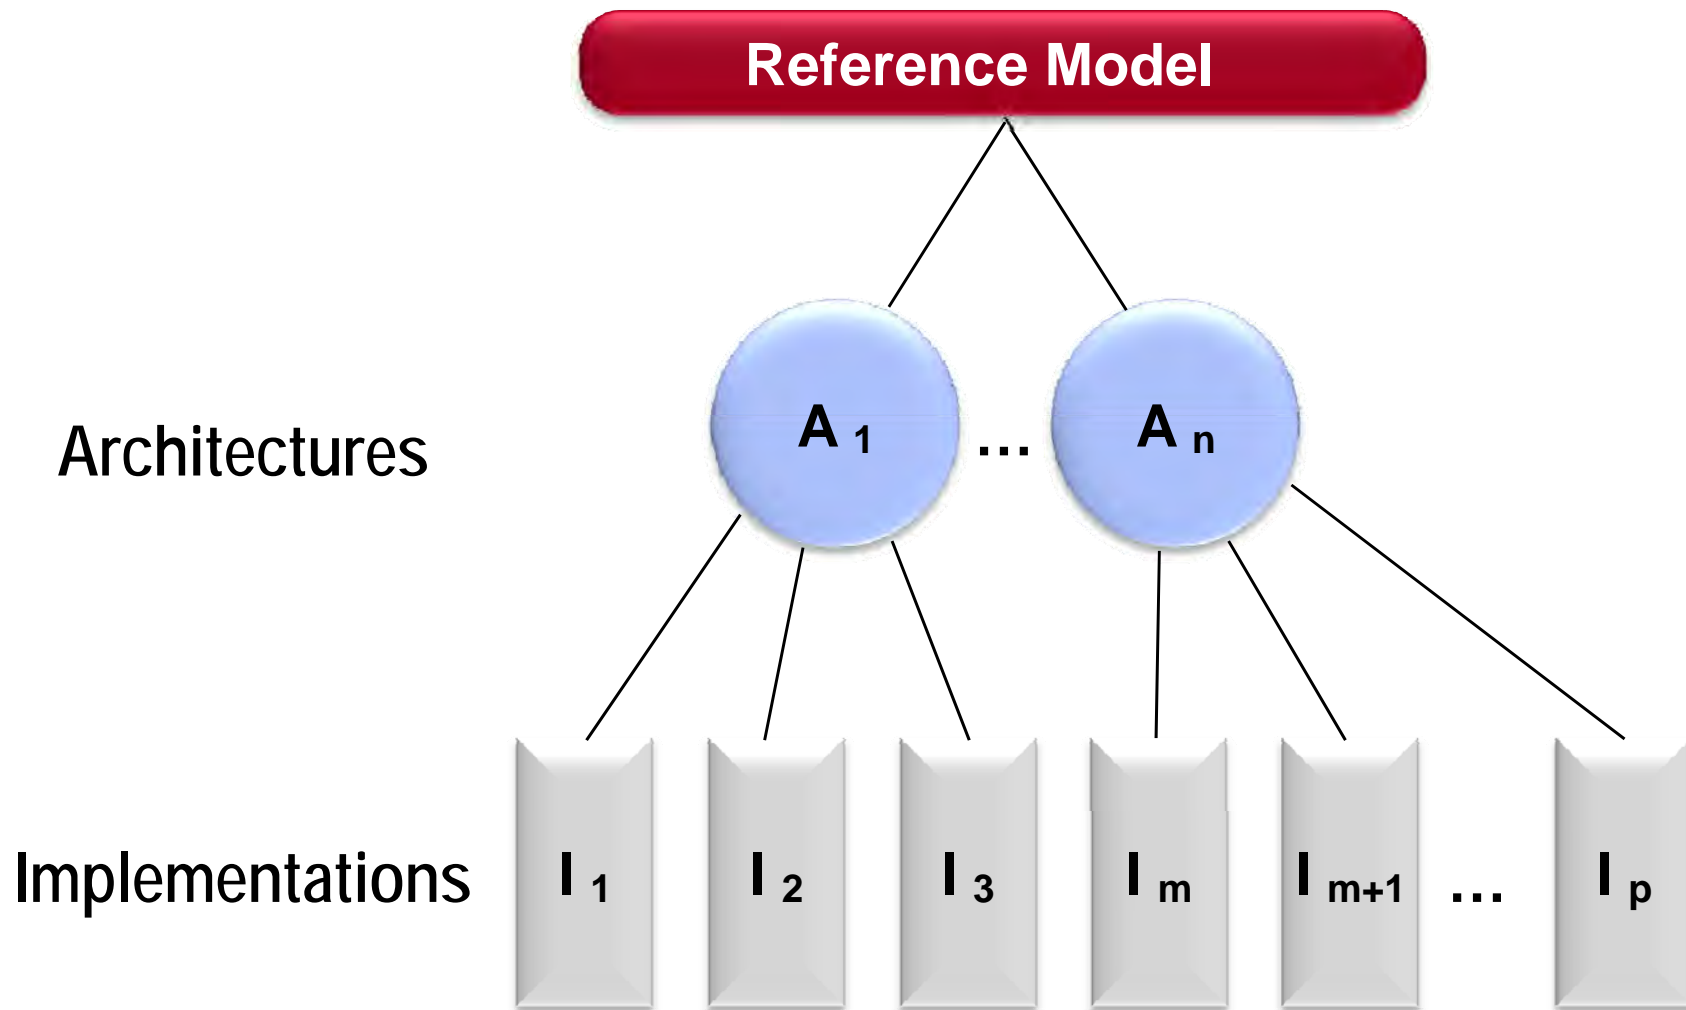 Reference Model
Architectures
A 1 ... A n
Implementations
I 1 I 2 I 3 I m I m+1 ... I p